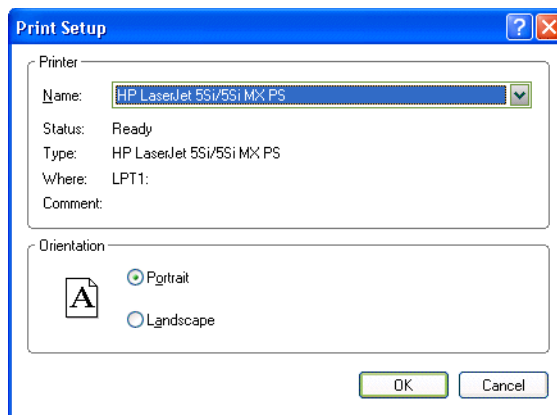 Print Setup
Printer
Name: HP LaserJet 5Si/5Si MX PS
Status: Ready
Type: HP LaserJet 5Si/5Si MX PS
Where: LPT1:
Comment:
Orientation
A
Portrait
Landscape
OK Cancel